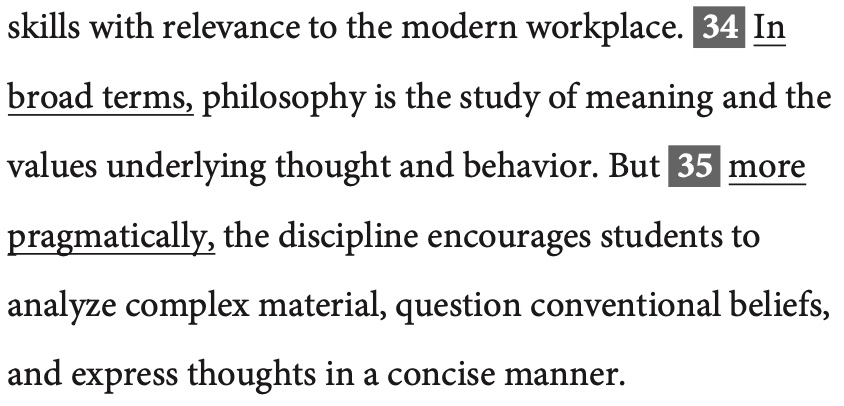 skills with relevance to the modern workplace. 34 In
broad terms, philosophy is the study of meaning and the
values underlying thought and behavior. But 35 more
pragmatically, the discipline encourages students to
analyze complex material, question conventional beliefs,
and express thoughts in a concise manner.